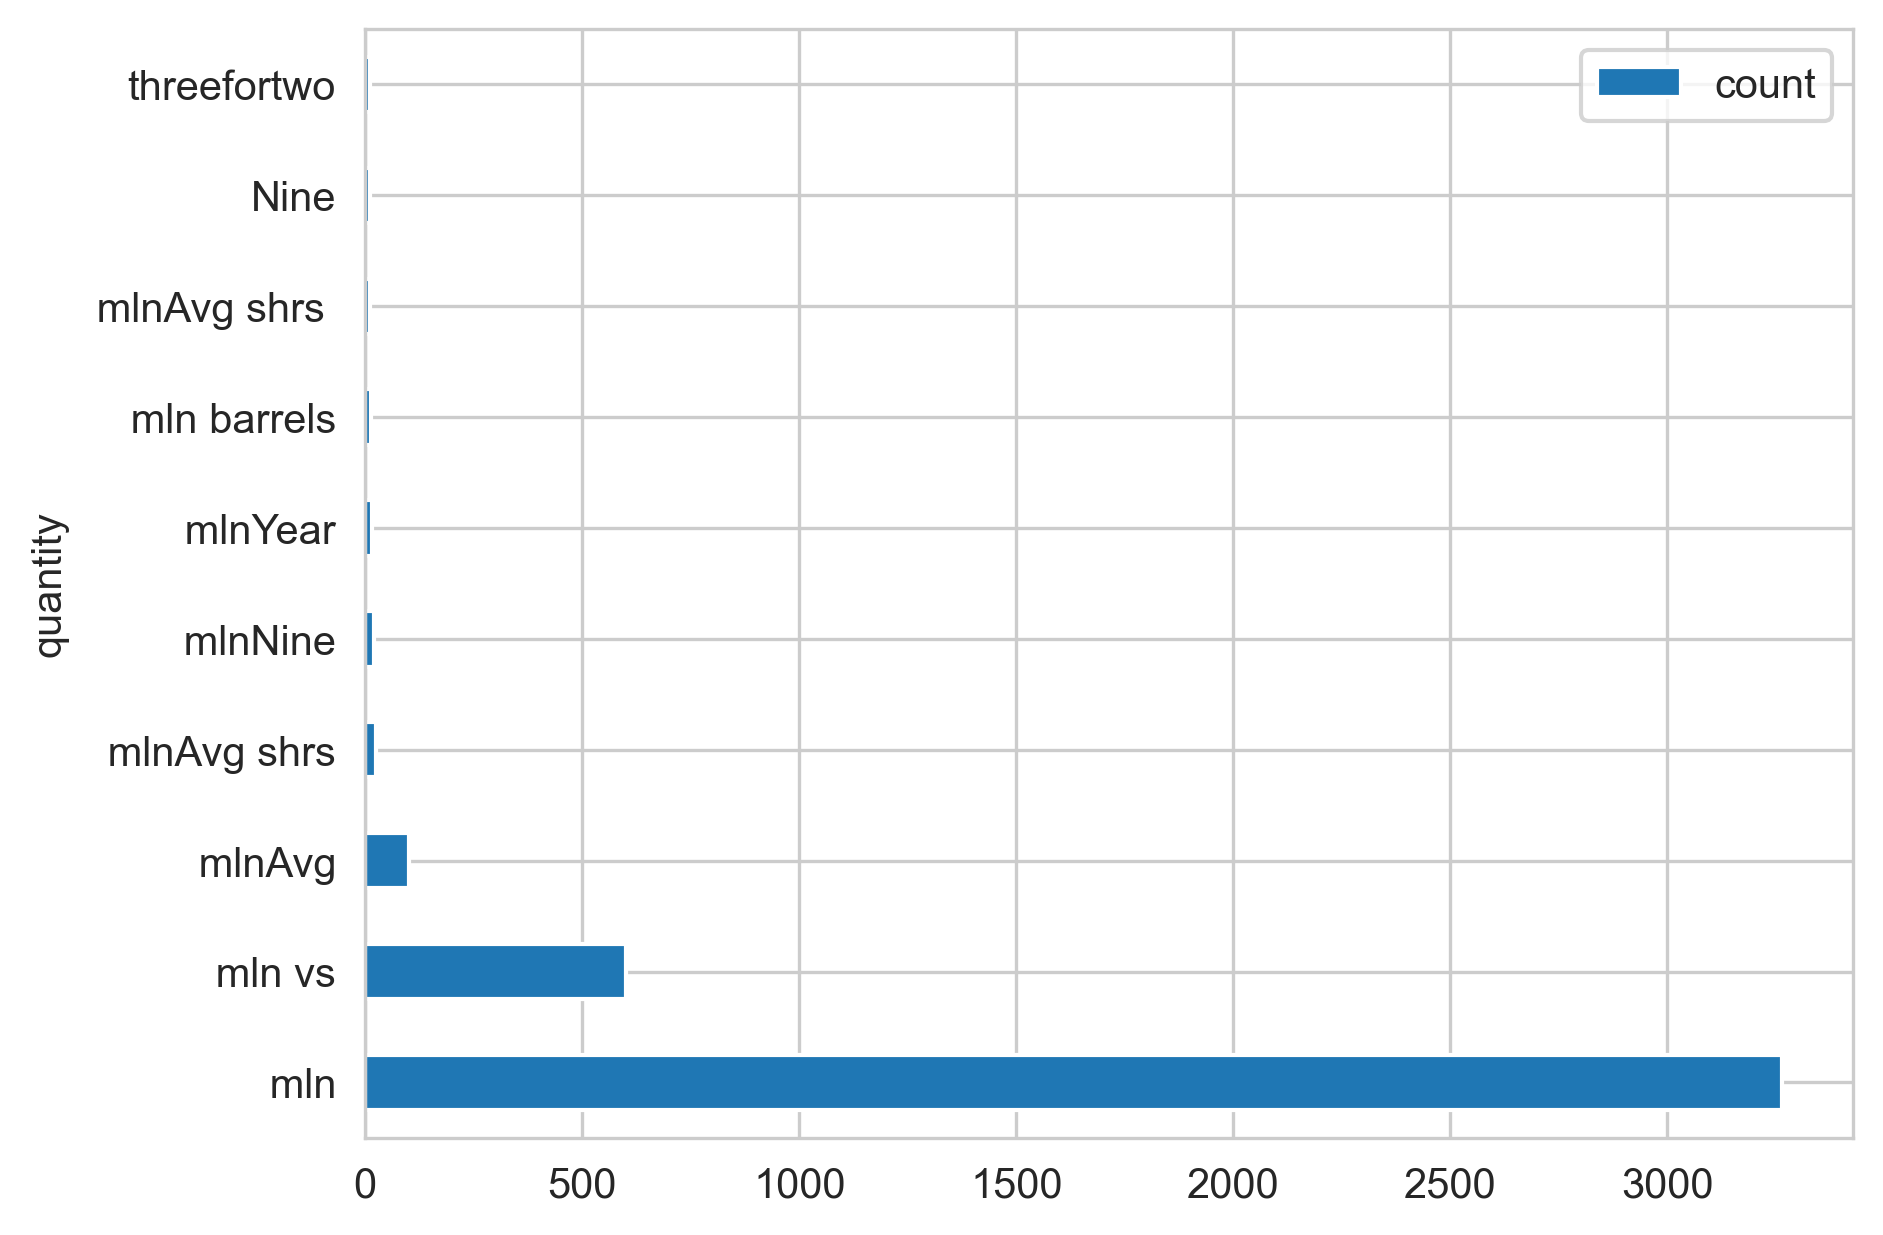 threefortwo
Nine
mlnAvg shrs
mln barrels
mlnYear
mlnNine
mlnAvg shrs
mlnAvg
mln vs
mln
quantity
0 500 1000 1500 2000 2500 3000
count